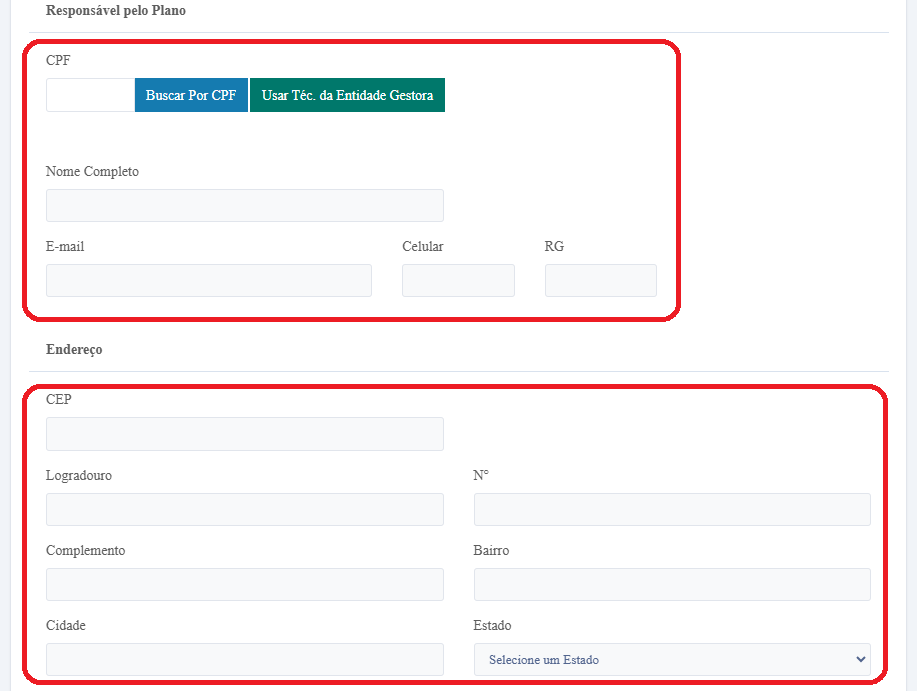 Responsável pelo Plano
CPF
Buscar Por CPF Usar Téc. da Entidade Gestora
Nome Completo
E-mail Celular RG
Endereço
CEP
Logradouro Nº
Complemento Bairro
Cidade Estado
Selecione um Estado